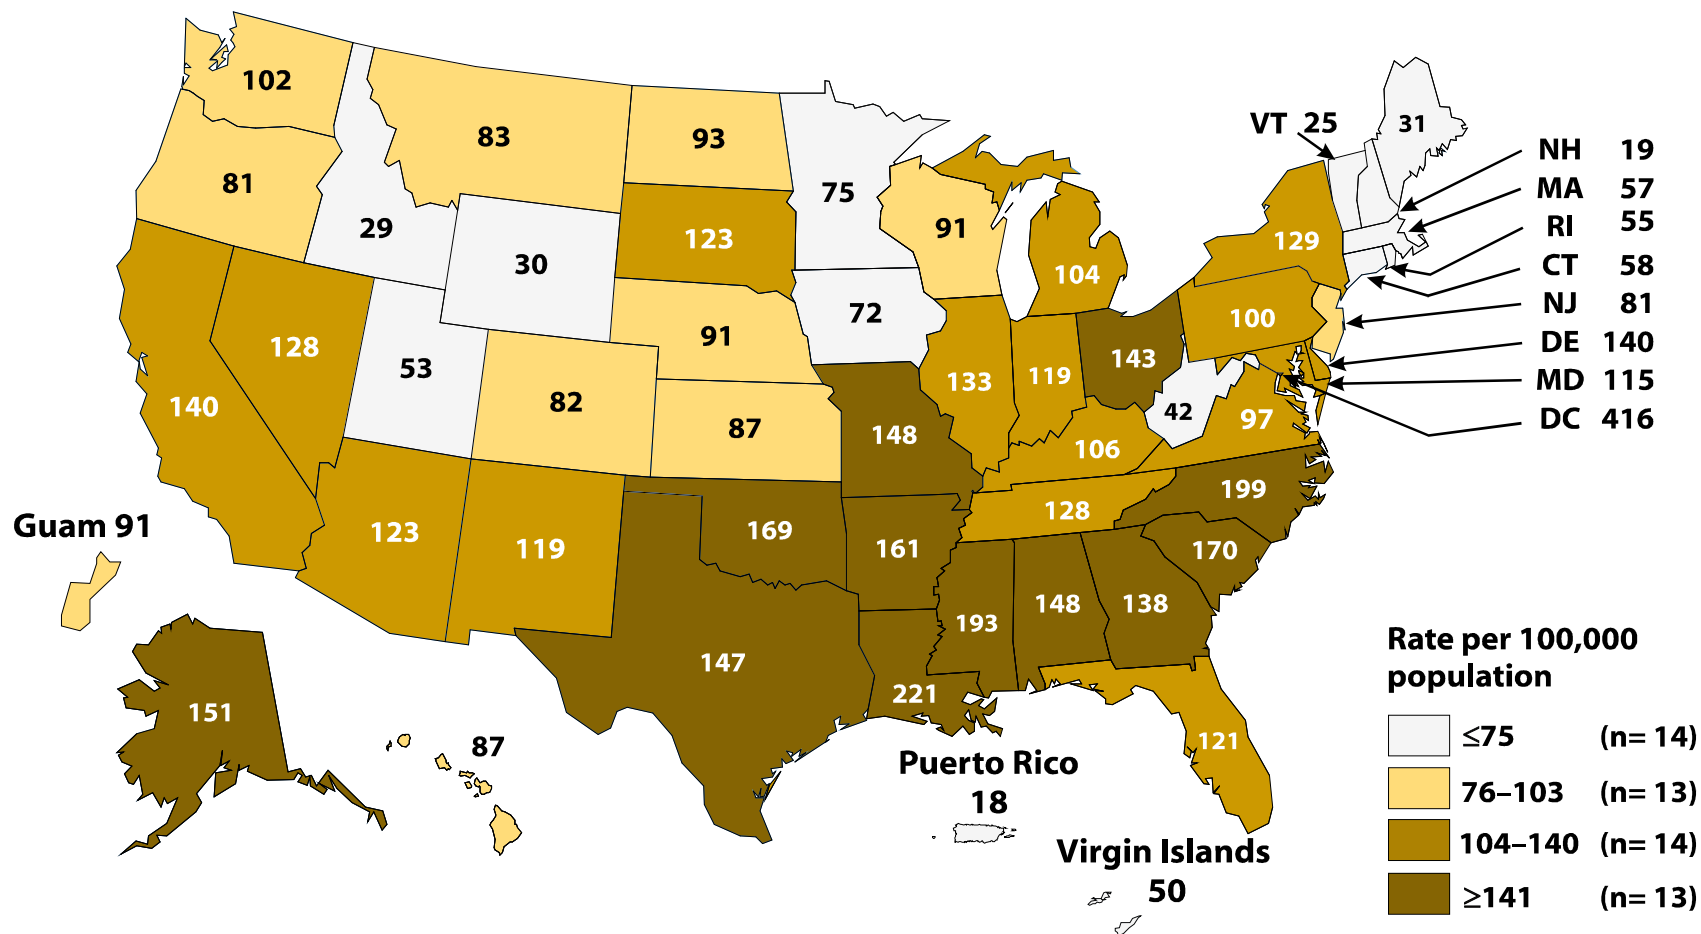 102
83
93
VT 25
31
NH 19
MA 57
RI 55
CT 58
NJ 81
DE 140
MD 115
DC 416
81
29
30
75
123
91
129
104
72
91
100
128
53
82
87
140
133
119
143
42
97
148
106
199
128
123
119
169
161
170
Guam 91
147
193
148
138
221
121
151
87
Puerto Rico
18
Virgin Islands
50
Rate per 100,000
population
≤75 (n= 14)
76–103 (n= 13)
104–140 (n= 14)
≥141 (n= 13)